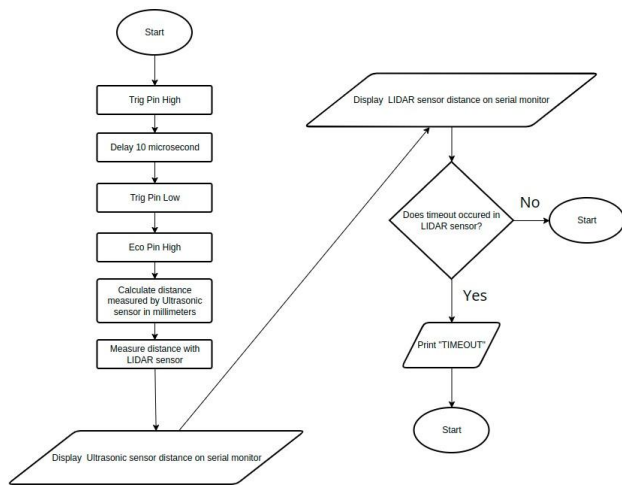 Start
Trig Pin High
Delay 10 microsecond
Trig Pin Low
Eco Pin High
Calculate distance
measured by Ultrasonic
sensor in millimeters
Measure distance with
LIDAR sensor
Display Ultrasonic sensor distance on serial monitor
Display LIDAR sensor distance on serial monitor
Does timeout occured in
LIDAR sensor?
No
Start
Yes
Print "TIMEOUT"
Start